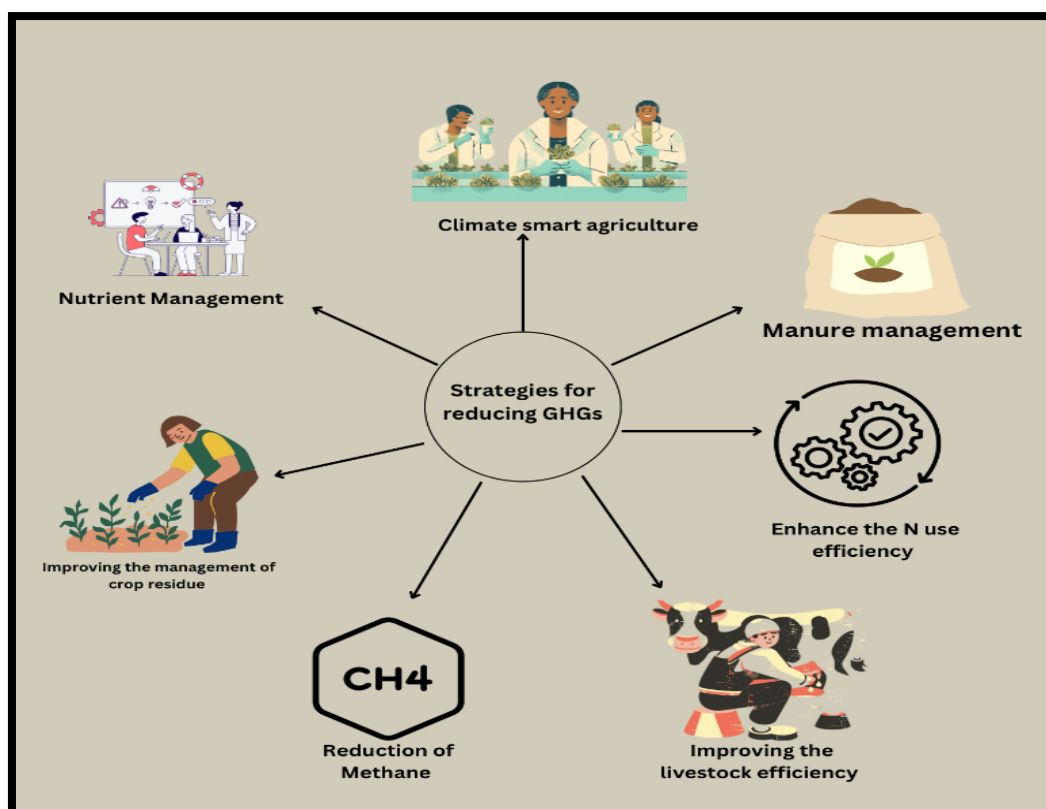 Climate smart agriculture
Nutrient Management
Manure management
Strategies for
reducing GHGs
Enhance the N use
efficiency
Improving the management of
crop residue
CH4
Reduction of
Methane
Improving the
livestock efficiency